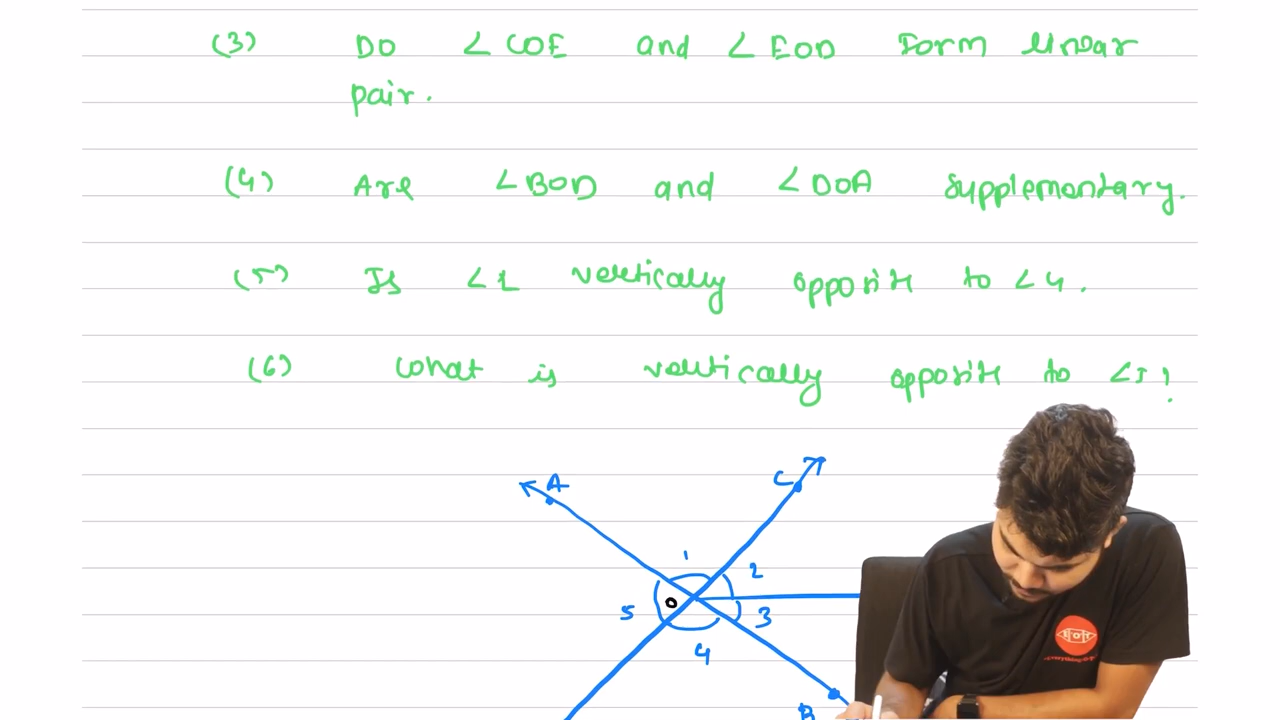 (3) Do ∠COE and ∠EOD form linear
pair.
(4) Are ∠BOD and ∠DOA supplementary.
(5) Is ∠1 vertically opposite to ∠4.
(6) What is vertically opposite to ∠5?
A
C
1
2
O
5
3
4
B